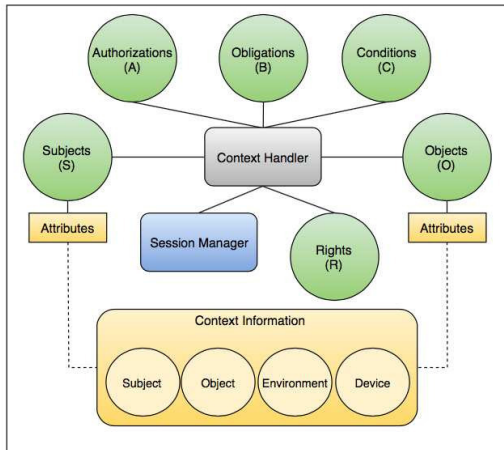 Authorizations
(A)
Obligations
(B)
Conditions
(C)
Subjects
(S)
Context Handler
Objects
(O)
Attributes
Session Manager
Rights
(R)
Attributes
Context Information
Subject
Object
Environment
Device